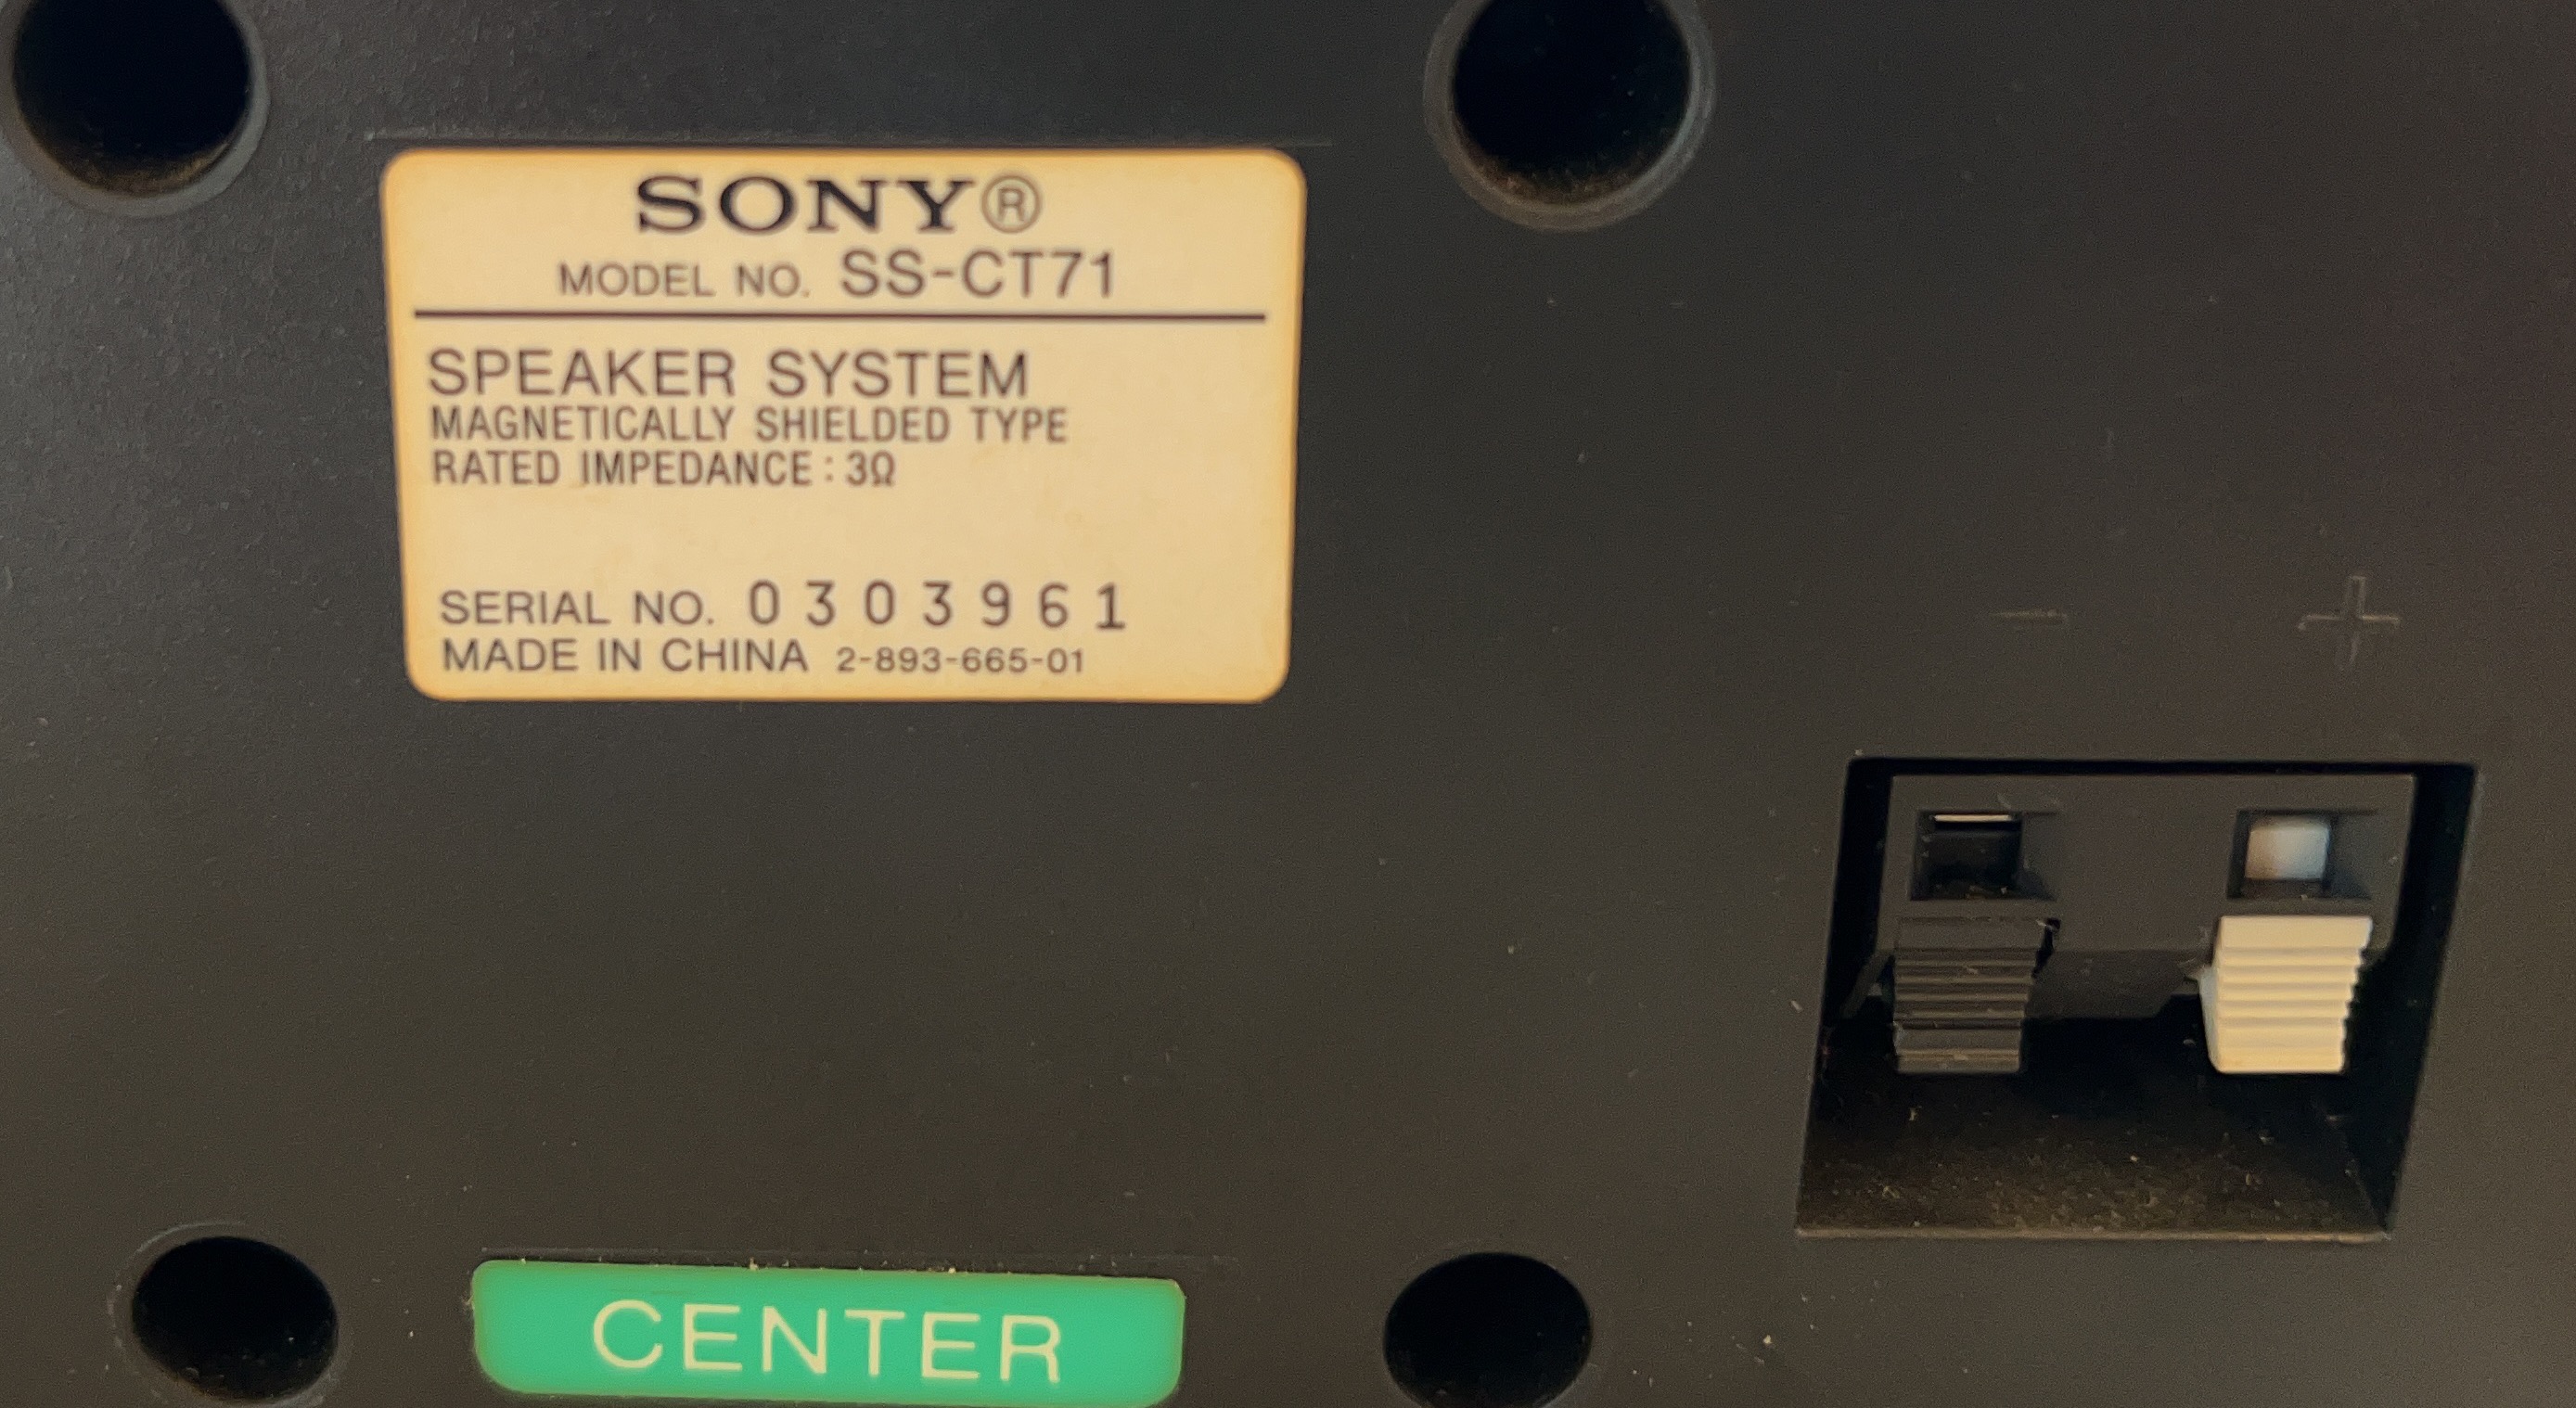 SONY®
MODEL NO. SS-CT71
SPEAKER SYSTEM
MAGNETICALLY SHIELDED TYPE
RATED IMPEDANCE : 3Ω
SERIAL NO. 0303961
MADE IN CHINA 2-893-665-01
− +
CENTER